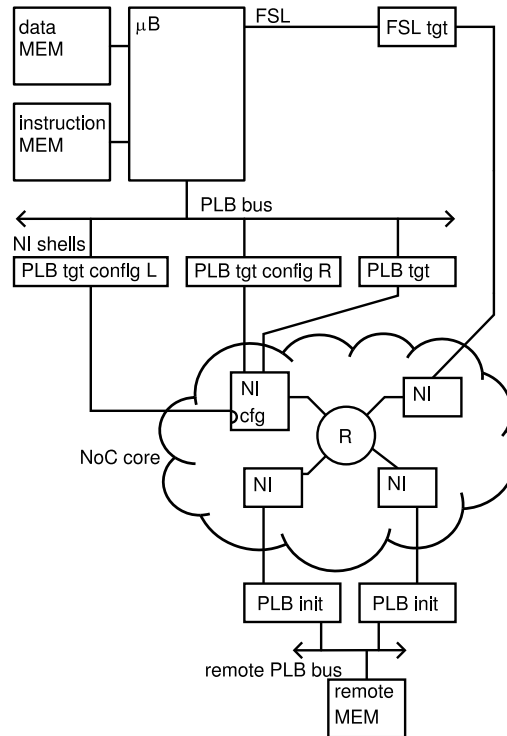 data
MEM
μB
FSL
FSL tgt
instruction
MEM
PLB bus
NI shells
PLB tgt config L
PLB tgt config R
PLB tgt
NI
cfg
NI
NoC core
R
NI
NI
PLB init
PLB init
remote PLB bus
remote
MEM